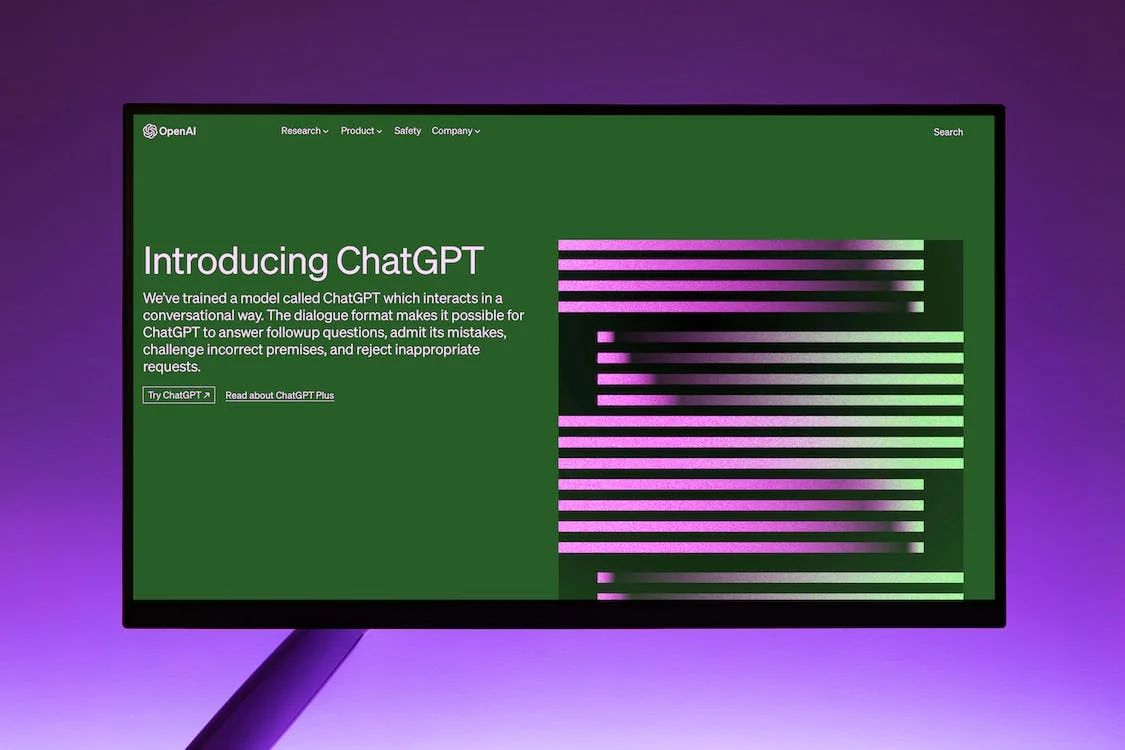 OpenAI
Research
Product
Safety
Company
Search
Introducing ChatGPT
We've trained a model called ChatGPT which interacts in a
conversational way. The dialogue format makes it possible for
ChatGPT to answer followup questions, admit its mistakes,
challenge incorrect premises, and reject inappropriate
requests.
Try ChatGPT ↗
Read about ChatGPT Plus